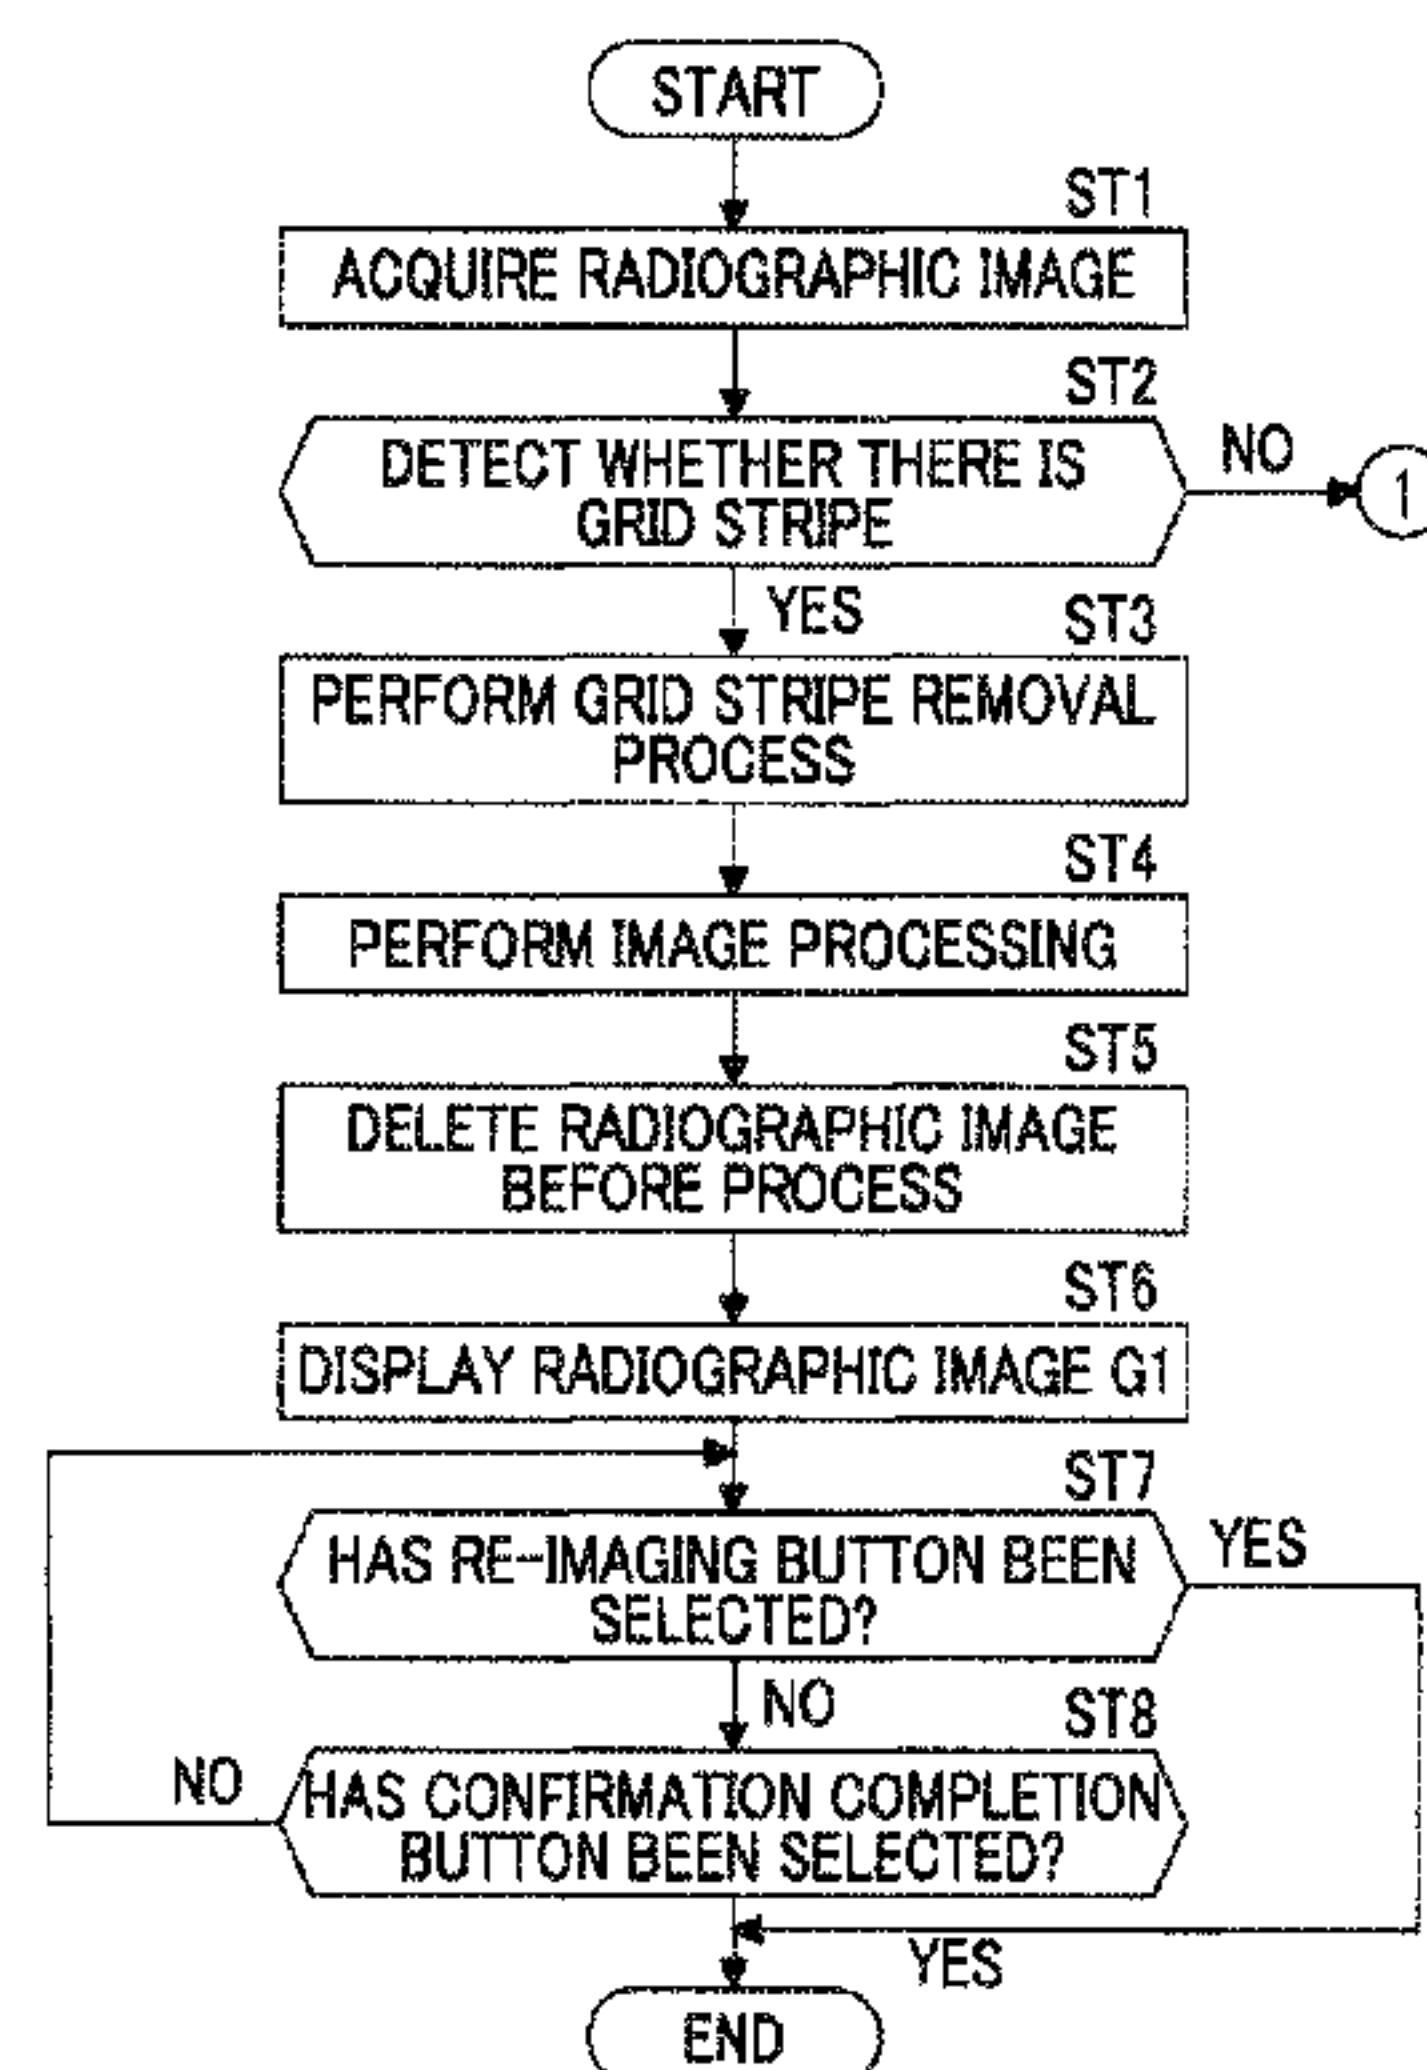 START
ST1
ACQUIRE RADIOGRAPHIC IMAGE
ST2
DETECT WHETHER THERE IS
GRID STRIPE
NO
1
YES
ST3
PERFORM GRID STRIPE REMOVAL
PROCESS
ST4
PERFORM IMAGE PROCESSING
ST5
DELETE RADIOGRAPHIC IMAGE
BEFORE PROCESS
ST6
DISPLAY RADIOGRAPHIC IMAGE G1
ST7
HAS RE-IMAGING BUTTON BEEN
SELECTED?
YES
NO
ST8
NO
HAS CONFIRMATION COMPLETION
BUTTON BEEN SELECTED?
YES
END